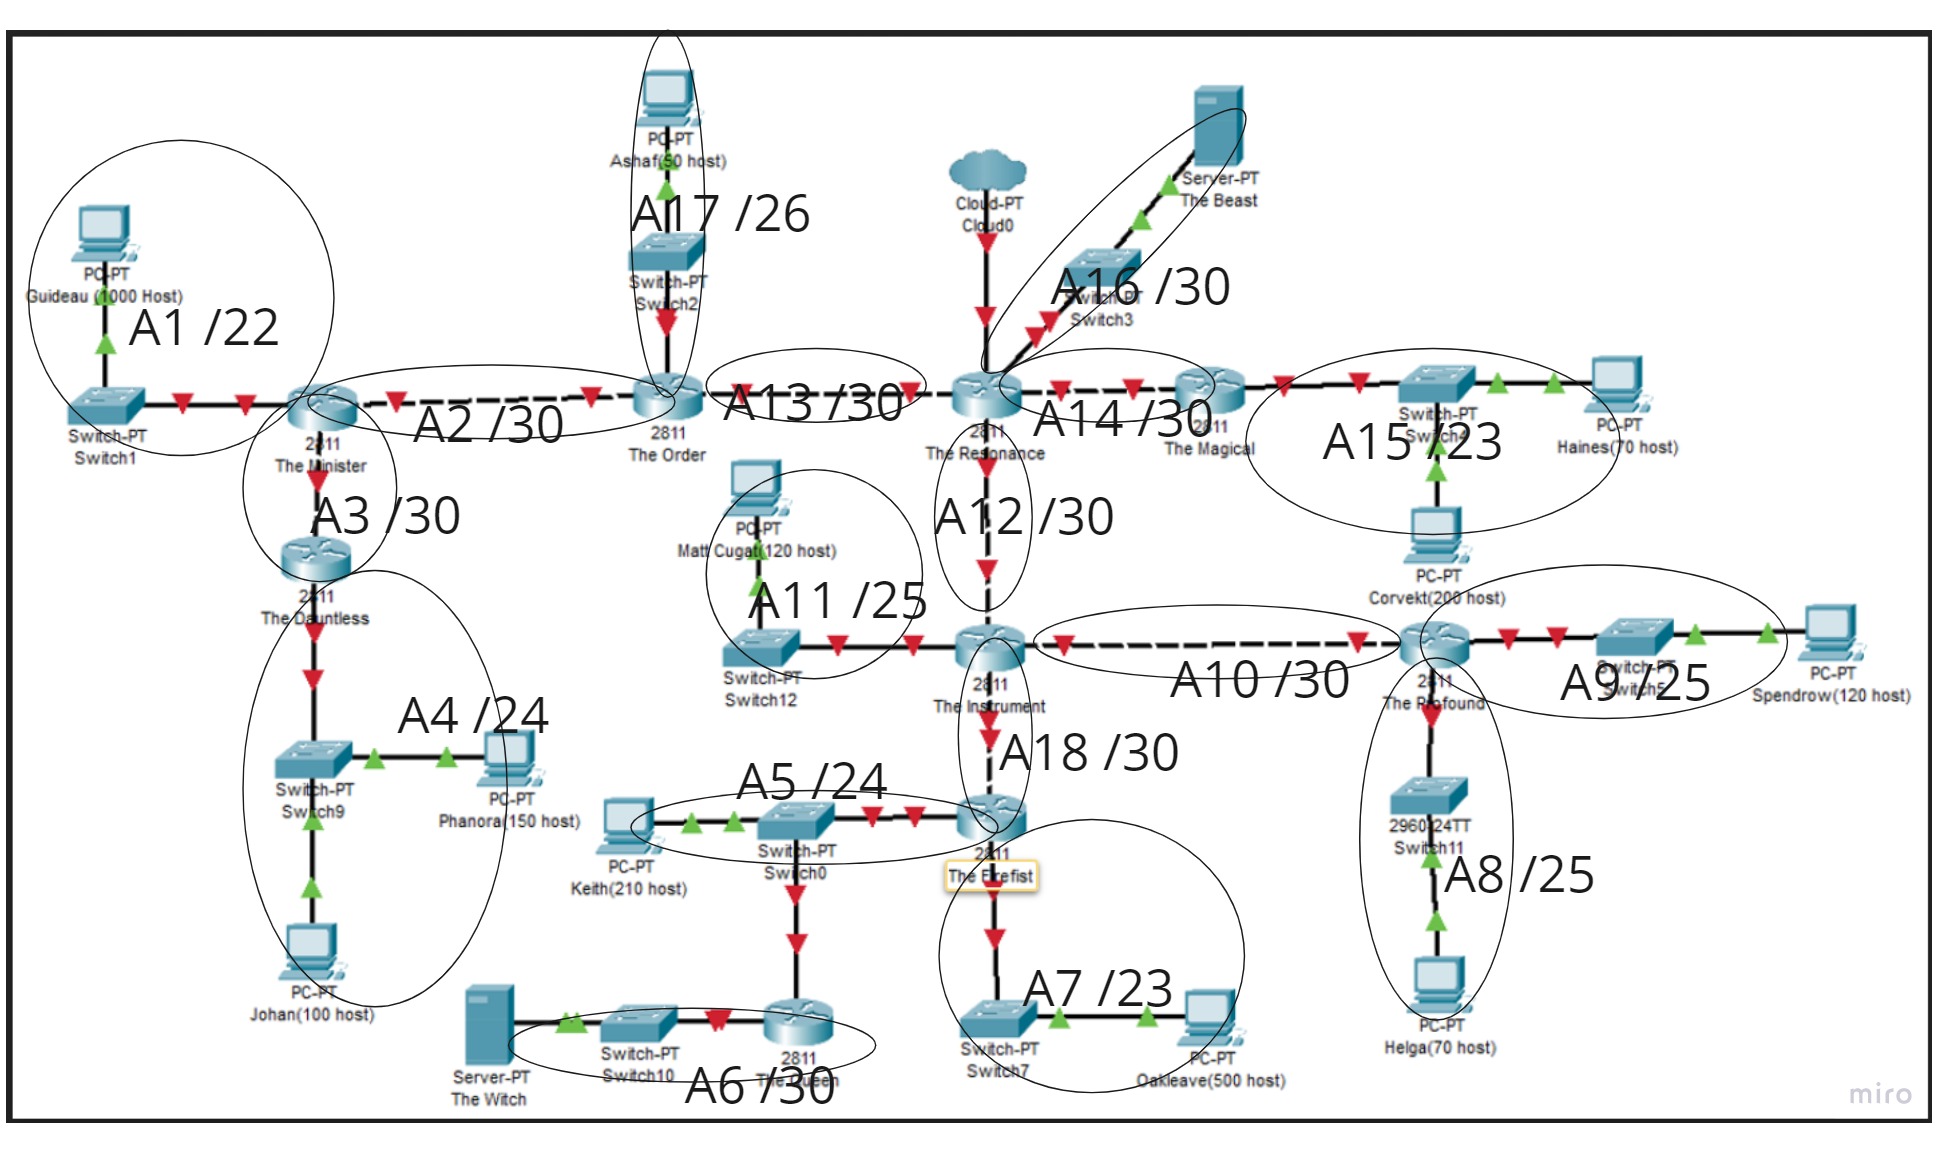 PC-PT
Ashaf(50 host)
A17 /26
Switch-PT
Switch2
Cloud-PT
Cloud0
Server-PT
The Beast
A16 /30
Switch-PT
Switch3
PC-PT
Guideau (1000 Host)
A1 /22
Switch-PT
Switch1
2811
The Minister
A2 /30
2811
The Order
A13 /30
2811
The Resonance
A14 /30
2811
The Magical
Switch-PT
Switch4
A15 /23
PC-PT
Haines(70 host)
PC-PT
Corvekt(200 host)
A3 /30
2811
The Dauntless
PC-PT
Matt Cugat(120 host)
A11 /25
Switch-PT
Switch12
A12 /30
2811
The Instrument
A10 /30
2811
The Profound
Switch-PT
Switch5
A9 /25
PC-PT
Spendrow(120 host)
A4 /24
Switch-PT
Switch9
PC-PT
Phanora(150 host)
PC-PT
Johan(100 host)
A18 /30
A5 /24
PC-PT
Keith(210 host)
Switch-PT
Switch0
2811
The Firefist
2960-24TT
Switch11
A8 /25
PC-PT
Helga(70 host)
Server-PT
The Witch
Switch-PT
Switch10
2811
The Queen
A6 /30
A7 /23
Switch-PT
Switch7
PC-PT
Oakleave(500 host)
miro